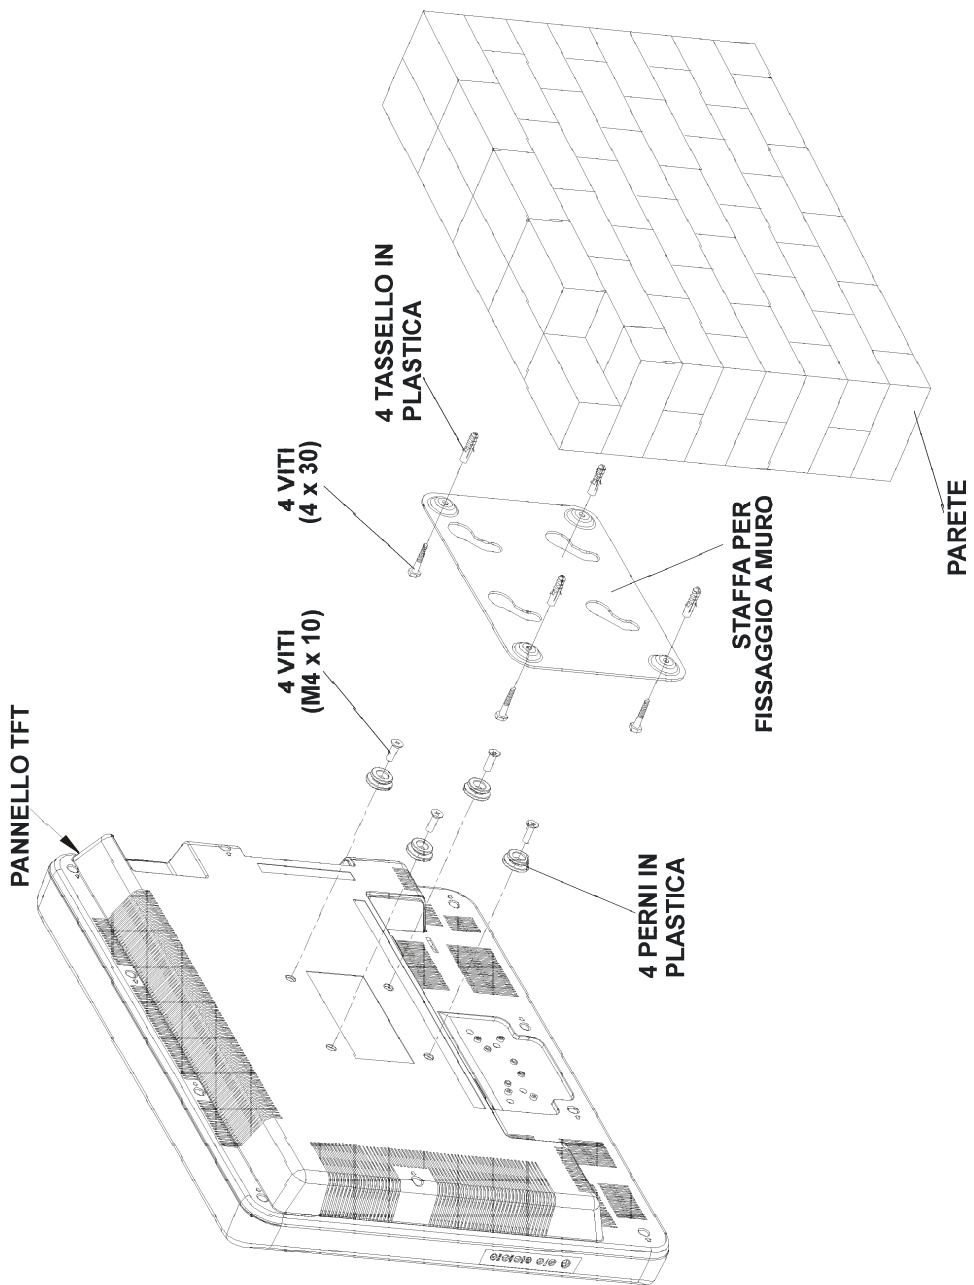 PANNELLO TFT
4 VITI
(M4 x 10)
4 VITI
(4 x 30)
4 TASSELLO IN
PLASTICA
4 PERNI IN
PLASTICA
STAFFA PER
FISSAGGIO A MURO
PARETE